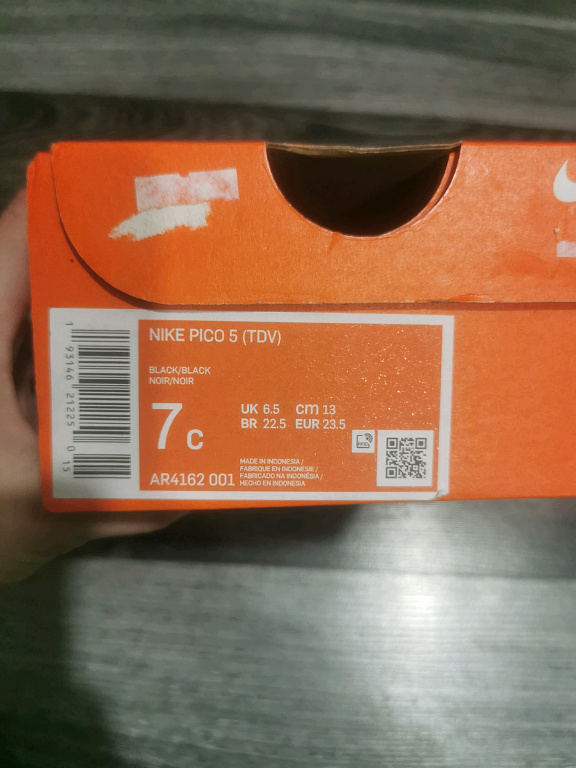 NIKE PICO 5 (TDV)
BLACK/BLACK
NOIR/NOIR
7C
UK 6.5 cm 13
BR 22.5 EUR 23.5
AR4162 001
MADE IN INDONESIA /
FABRIQUE EN INDONESIE /
FABRICADO NA INDONÉSIA /
HECHO EN INDONESIA
1 93146 21225 0 15